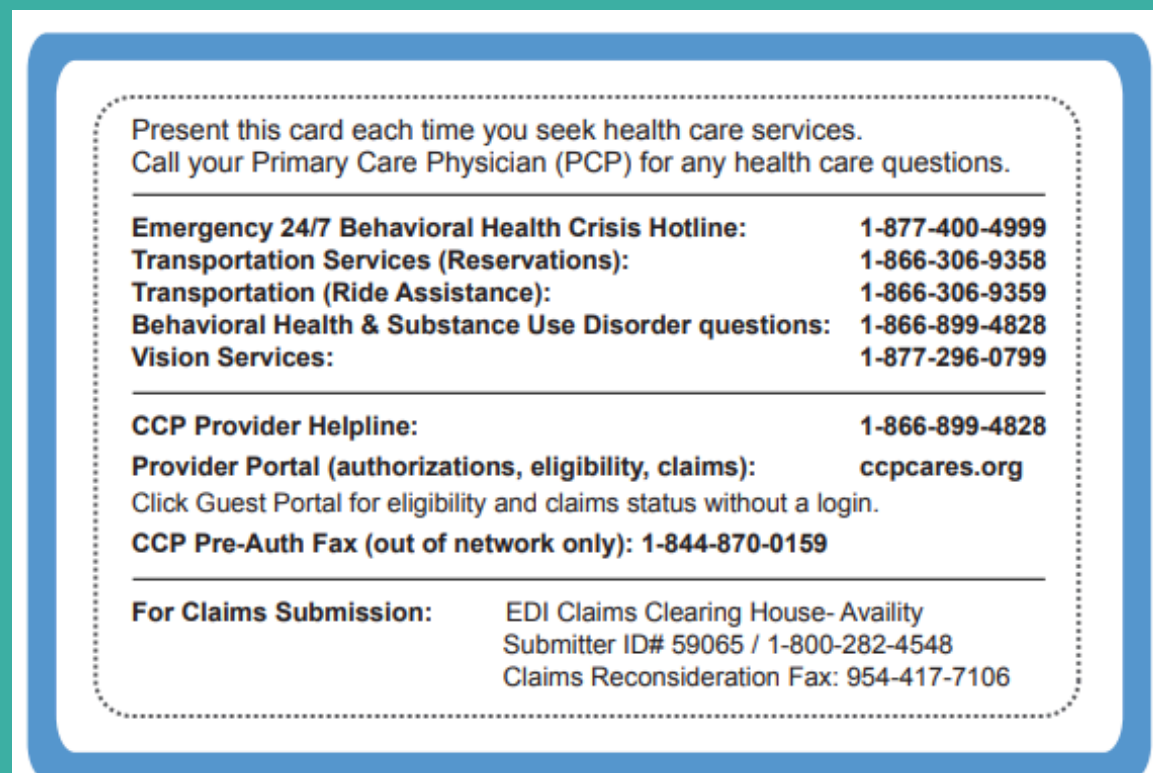 Present this card each time you seek health care services.
Call your Primary Care Physician (PCP) for any health care questions.
Emergency 24/7 Behavioral Health Crisis Hotline: 1-877-400-4999
Transportation Services (Reservations): 1-866-306-9358
Transportation (Ride Assistance): 1-866-306-9359
Behavioral Health & Substance Use Disorder questions: 1-866-899-4828
Vision Services: 1-877-296-0799
CCP Provider Helpline: 1-866-899-4828
Provider Portal (authorizations, eligibility, claims): ccpcares.org
Click Guest Portal for eligibility and claims status without a login.
CCP Pre-Auth Fax (out of network only): 1-844-870-0159
For Claims Submission: EDI Claims Clearing House- Availity
Submitter ID# 59065 / 1-800-282-4548
Claims Reconsideration Fax: 954-417-7106